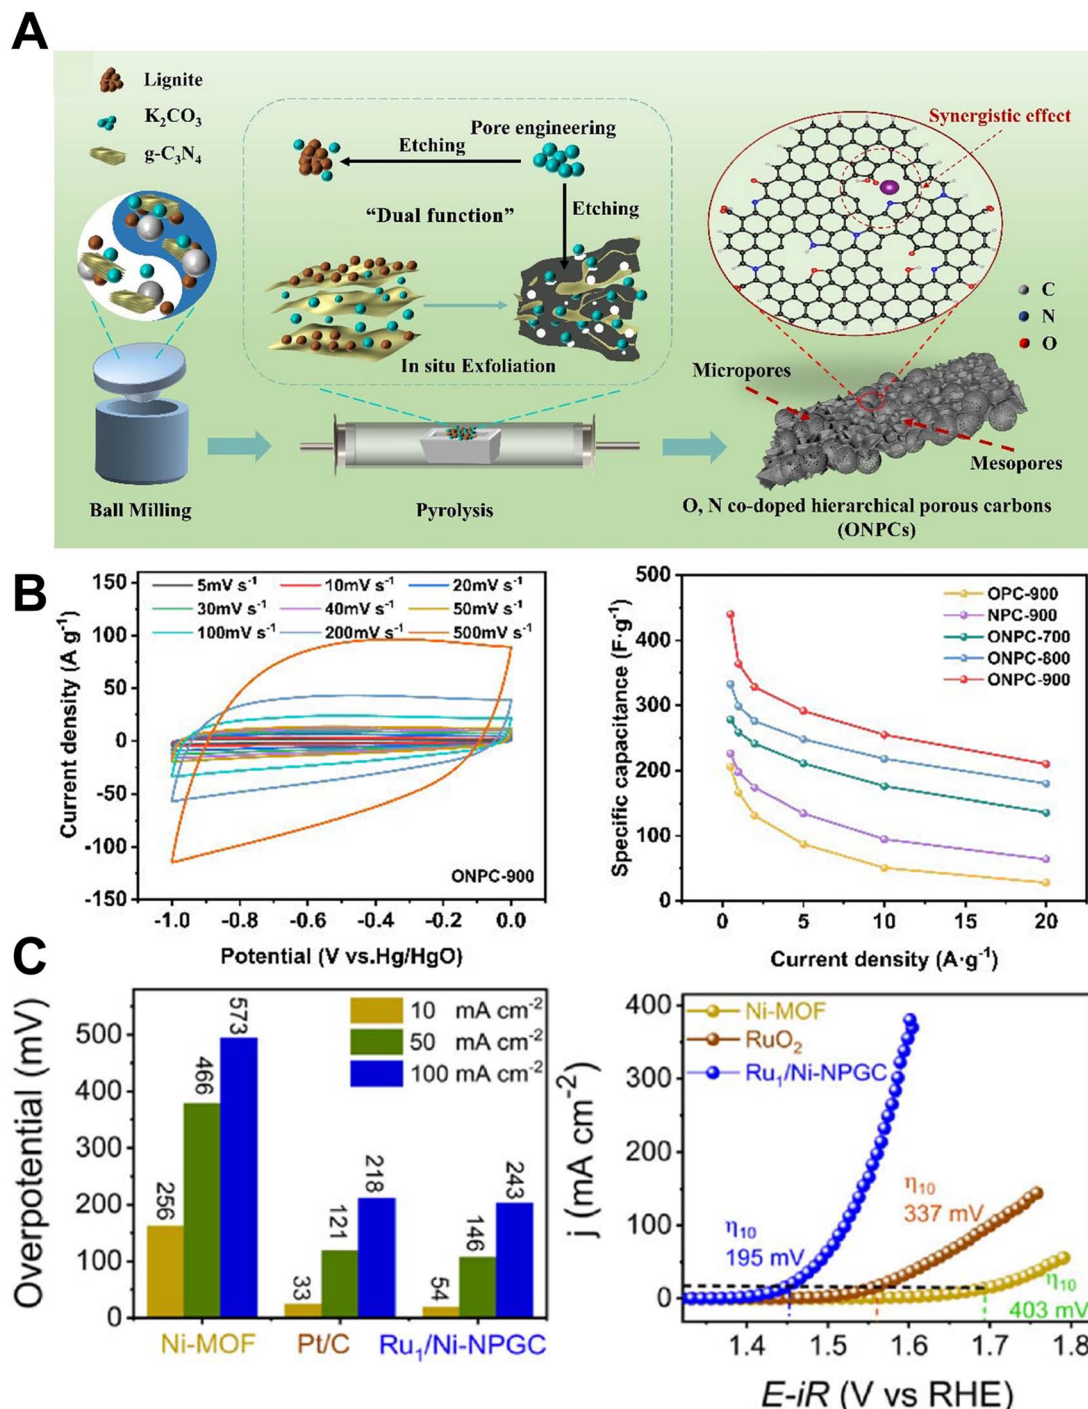 A
Lignite
K2CO3
g-C3N4
Pore engineering
Etching
Etching
“Dual function”
In situ Exfoliation
Synergistic effect
C
N
O
Micropores
Mesopores
Ball Milling
Pyrolysis
O, N co-doped hierarchical porous carbons
(ONPCs)
B
Current density (A g-1)
150
100
50
0
-50
-100
-150
5mV s-1 10mV s-1 20mV s-1
30mV s-1 40mV s-1 50mV s-1
100mV s-1 200mV s-1 500mV s-1
ONPC-900
-1.0 -0.8 -0.6 -0.4 -0.2 0.0
Potential (V vs.Hg/HgO)
Specific capacitance (F·g-1)
500
400
300
200
100
0
OPC-900
NPC-900
ONPC-700
ONPC-800
ONPC-900
0 5 10 15 20
Current density (A·g-1)
C
Overpotential (mV)
500
400
300
200
100
0
10 mA cm-2
50 mA cm-2
100 mA cm-2
256 466 573
33 121 218
54 146 243
Ni-MOF Pt/C Ru1/Ni-NPGC
j (mA cm-2)
400
300
200
100
0
Ni-MOF
RuO2
Ru1/Ni-NPGC
η10
195 mV
η10
337 mV
η10
403 mV
1.4 1.5 1.6 1.7 1.8
E-iR (V vs RHE)